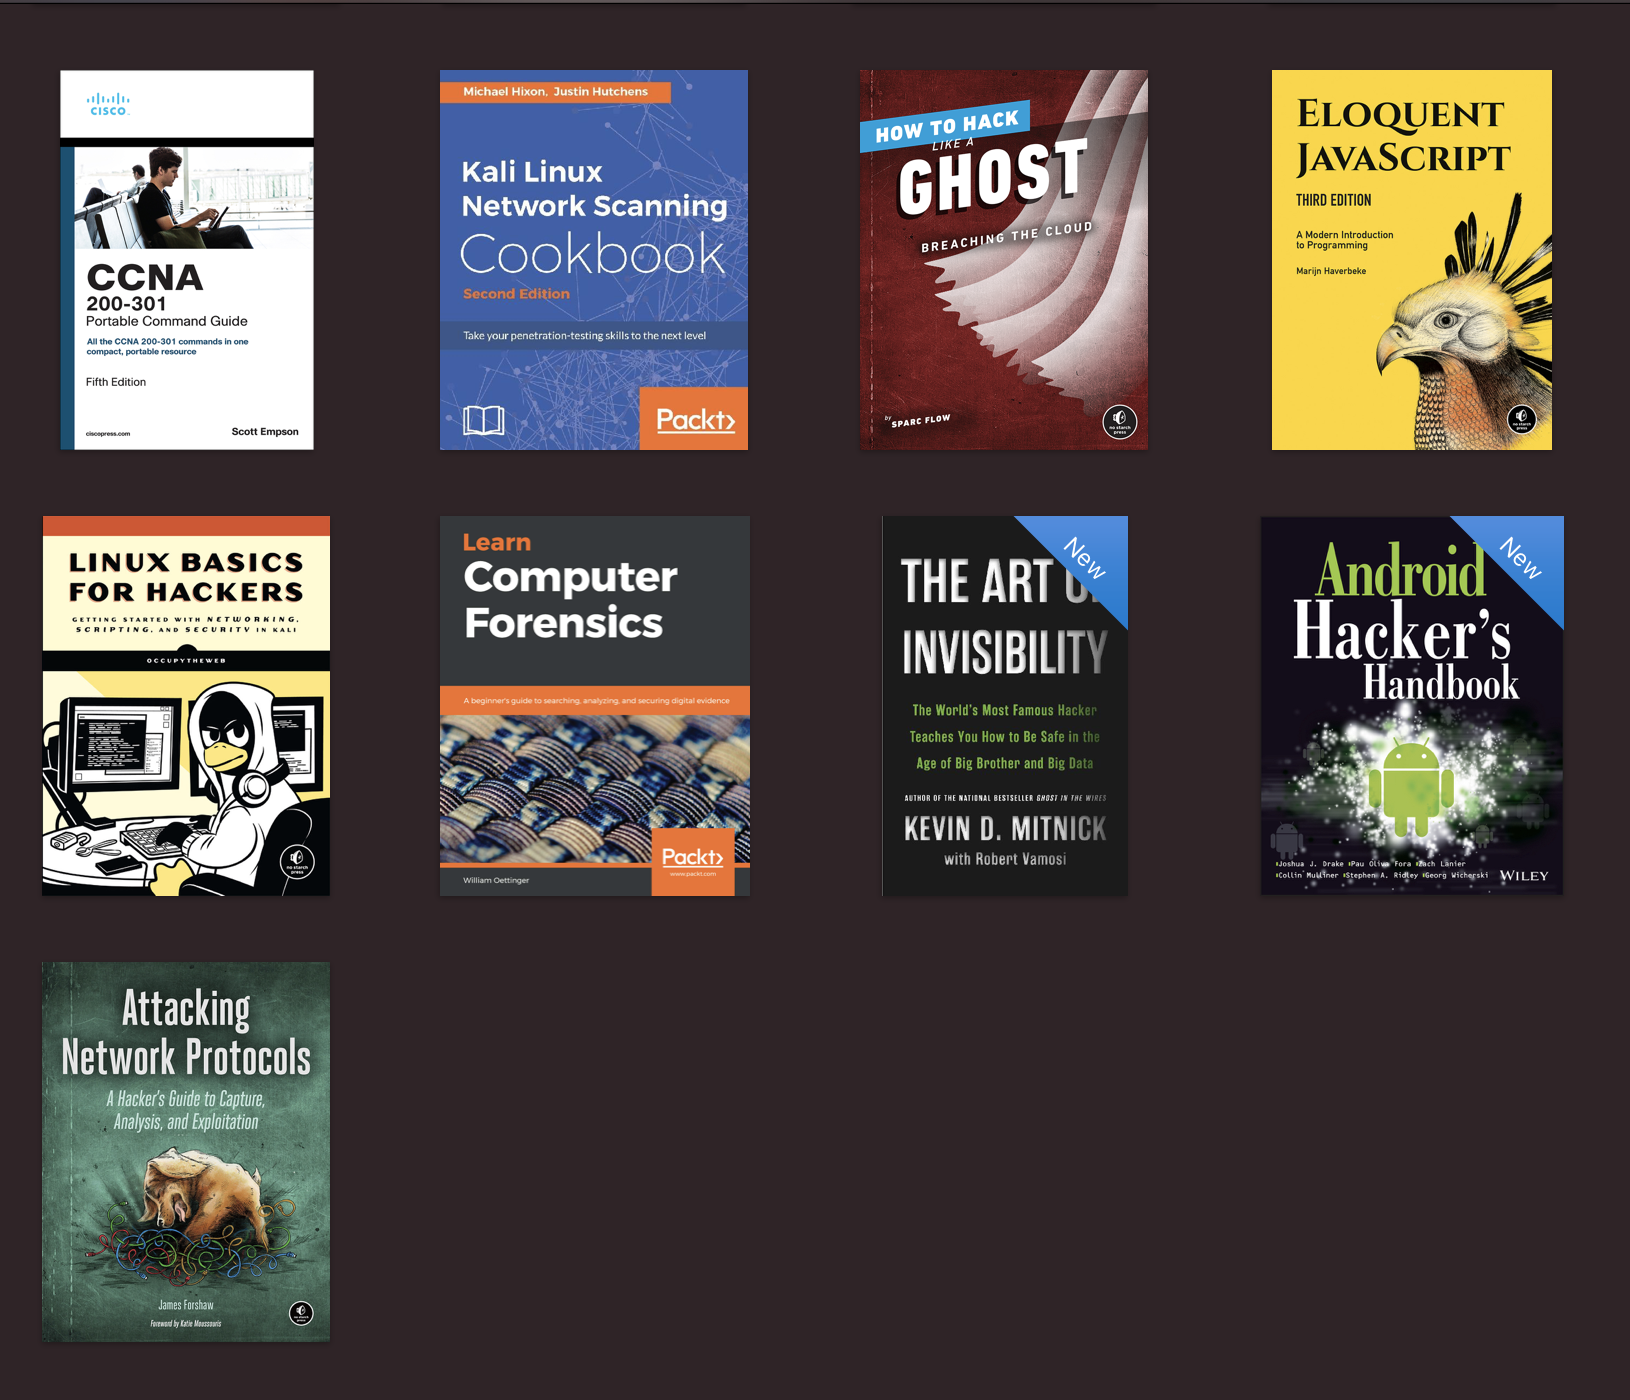 CISCO
CCNA
200-301
Portable Command Guide
All the CCNA 200-301 commands in one
compact, portable resource
Fifth Edition
ciscopress.com
Scott Empson
Michael Hixon, Justin Hutchens
Kali Linux
Network Scanning
Cookbook
Second Edition
Take your penetration-testing skills to the next level
Packt>
HOW TO HACK
LIKE A
GHOST
BREACHING THE CLOUD
by
SPARC FLOW
no starch
press
ELOQUENT
JAVASCRIPT
THIRD EDITION
A Modern Introduction
to Programming
Marijn Haverbeke
no starch
press
LINUX BASICS
FOR HACKERS
GETTING STARTED WITH NETWORKING,
SCRIPTING, AND SECURITY IN KALI
OCCUPYTHEWEB
no starch
press
Learn
Computer
Forensics
A beginner's guide to searching, analyzing, and securing digital evidence
Packt>
www.packt.com
William Oettinger
New
THE ART
INVISIBILITY
The World's Most Famous Hacker
Teaches You How to Be Safe in the
Age of Big Brother and Big Data
AUTHOR OF THE NATIONAL BESTSELLER GHOST IN THE WIRES
KEVIN D. MITNICK
with Robert Vamosi
New
Android
Hacker's
Handbook
Joshua J. Drake Pau Oliva Fora Zach Lanier
Collin Mulliner Stephen A. Ridley Georg Wicherski
WILEY
Attacking
Network Protocols
A Hacker's Guide to Capture,
Analysis, and Exploitation
James Forshaw
Foreword by Katie Moussouris
no starch
press